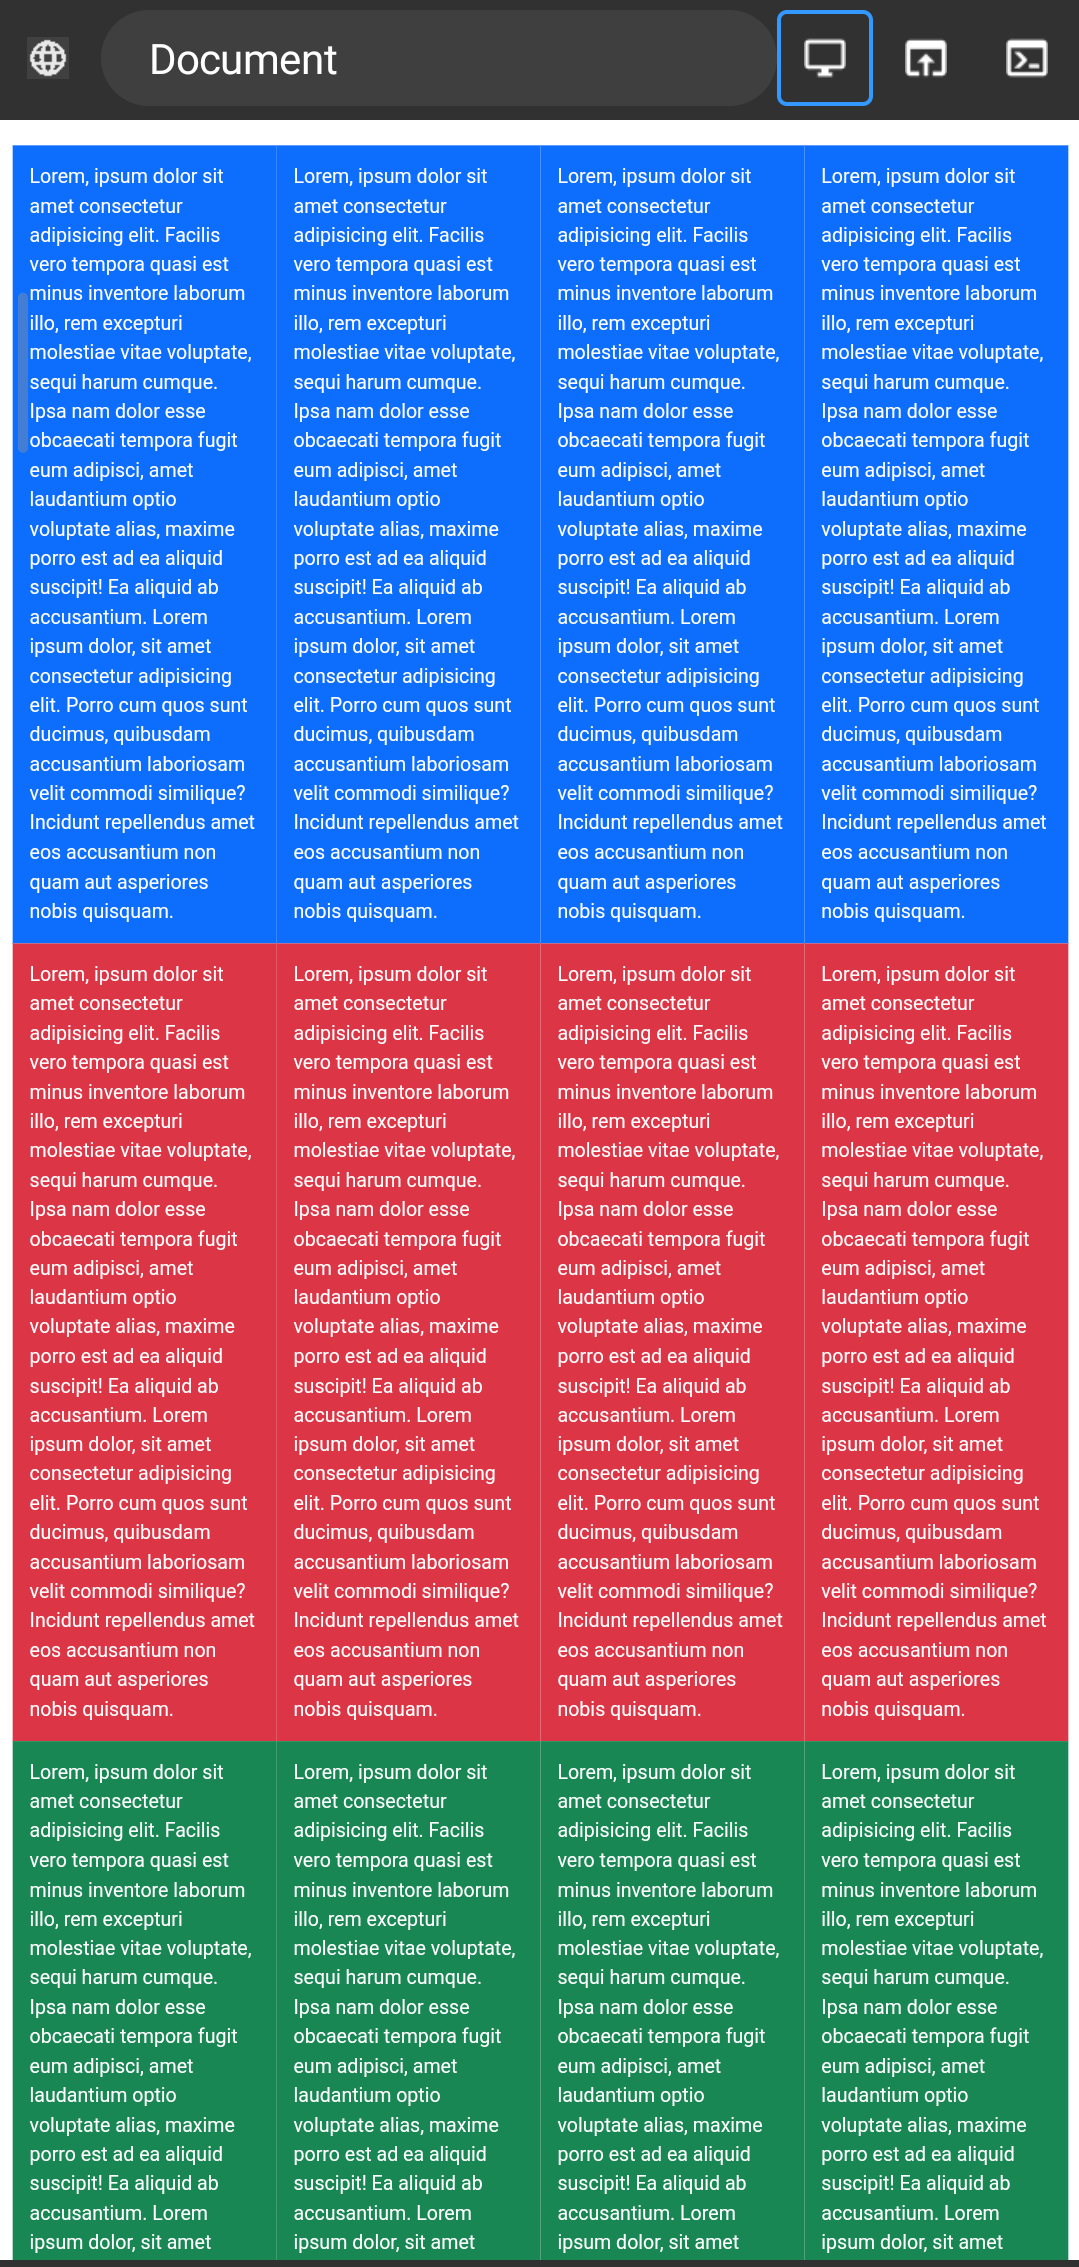 Document
Lorem, ipsum dolor sit
amet consectetur
adipisicing elit. Facilis
vero tempora quasi est
minus inventore laborum
illo, rem excepturi
molestiae vitae voluptate,
sequi harum cumque.
Ipsa nam dolor esse
obcaecati tempora fugit
eum adipisci, amet
laudantium optio
voluptate alias, maxime
porro est ad ea aliquid
suscipit! Ea aliquid ab
accusantium. Lorem
ipsum dolor, sit amet
consectetur adipisicing
elit. Porro cum quos sunt
ducimus, quibusdam
accusantium laboriosam
velit commodi similique?
Incidunt repellendus amet
eos accusantium non
quam aut asperiores
nobis quisquam.
Lorem, ipsum dolor sit
amet consectetur
adipisicing elit. Facilis
vero tempora quasi est
minus inventore laborum
illo, rem excepturi
molestiae vitae voluptate,
sequi harum cumque.
Ipsa nam dolor esse
obcaecati tempora fugit
eum adipisci, amet
laudantium optio
voluptate alias, maxime
porro est ad ea aliquid
suscipit! Ea aliquid ab
accusantium. Lorem
ipsum dolor, sit amet
consectetur adipisicing
elit. Porro cum quos sunt
ducimus, quibusdam
accusantium laboriosam
velit commodi similique?
Incidunt repellendus amet
eos accusantium non
quam aut asperiores
nobis quisquam.
Lorem, ipsum dolor sit
amet consectetur
adipisicing elit. Facilis
vero tempora quasi est
minus inventore laborum
illo, rem excepturi
molestiae vitae voluptate,
sequi harum cumque.
Ipsa nam dolor esse
obcaecati tempora fugit
eum adipisci, amet
laudantium optio
voluptate alias, maxime
porro est ad ea aliquid
suscipit! Ea aliquid ab
accusantium. Lorem
ipsum dolor, sit amet
consectetur adipisicing
elit. Porro cum quos sunt
ducimus, quibusdam
accusantium laboriosam
velit commodi similique?
Incidunt repellendus amet
eos accusantium non
quam aut asperiores
nobis quisquam.
Lorem, ipsum dolor sit
amet consectetur
adipisicing elit. Facilis
vero tempora quasi est
minus inventore laborum
illo, rem excepturi
molestiae vitae voluptate,
sequi harum cumque.
Ipsa nam dolor esse
obcaecati tempora fugit
eum adipisci, amet
laudantium optio
voluptate alias, maxime
porro est ad ea aliquid
suscipit! Ea aliquid ab
accusantium. Lorem
ipsum dolor, sit amet
consectetur adipisicing
elit. Porro cum quos sunt
ducimus, quibusdam
accusantium laboriosam
velit commodi similique?
Incidunt repellendus amet
eos accusantium non
quam aut asperiores
nobis quisquam.
Lorem, ipsum dolor sit
amet consectetur
adipisicing elit. Facilis
vero tempora quasi est
minus inventore laborum
illo, rem excepturi
molestiae vitae voluptate,
sequi harum cumque.
Ipsa nam dolor esse
obcaecati tempora fugit
eum adipisci, amet
laudantium optio
voluptate alias, maxime
porro est ad ea aliquid
suscipit! Ea aliquid ab
accusantium. Lorem
ipsum dolor, sit amet
consectetur adipisicing
elit. Porro cum quos sunt
ducimus, quibusdam
accusantium laboriosam
velit commodi similique?
Incidunt repellendus amet
eos accusantium non
quam aut asperiores
nobis quisquam.
Lorem, ipsum dolor sit
amet consectetur
adipisicing elit. Facilis
vero tempora quasi est
minus inventore laborum
illo, rem excepturi
molestiae vitae voluptate,
sequi harum cumque.
Ipsa nam dolor esse
obcaecati tempora fugit
eum adipisci, amet
laudantium optio
voluptate alias, maxime
porro est ad ea aliquid
suscipit! Ea aliquid ab
accusantium. Lorem
ipsum dolor, sit amet
consectetur adipisicing
elit. Porro cum quos sunt
ducimus, quibusdam
accusantium laboriosam
velit commodi similique?
Incidunt repellendus amet
eos accusantium non
quam aut asperiores
nobis quisquam.
Lorem, ipsum dolor sit
amet consectetur
adipisicing elit. Facilis
vero tempora quasi est
minus inventore laborum
illo, rem excepturi
molestiae vitae voluptate,
sequi harum cumque.
Ipsa nam dolor esse
obcaecati tempora fugit
eum adipisci, amet
laudantium optio
voluptate alias, maxime
porro est ad ea aliquid
suscipit! Ea aliquid ab
accusantium. Lorem
ipsum dolor, sit amet
consectetur adipisicing
elit. Porro cum quos sunt
ducimus, quibusdam
accusantium laboriosam
velit commodi similique?
Incidunt repellendus amet
eos accusantium non
quam aut asperiores
nobis quisquam.
Lorem, ipsum dolor sit
amet consectetur
adipisicing elit. Facilis
vero tempora quasi est
minus inventore laborum
illo, rem excepturi
molestiae vitae voluptate,
sequi harum cumque.
Ipsa nam dolor esse
obcaecati tempora fugit
eum adipisci, amet
laudantium optio
voluptate alias, maxime
porro est ad ea aliquid
suscipit! Ea aliquid ab
accusantium. Lorem
ipsum dolor, sit amet
consectetur adipisicing
elit. Porro cum quos sunt
ducimus, quibusdam
accusantium laboriosam
velit commodi similique?
Incidunt repellendus amet
eos accusantium non
quam aut asperiores
nobis quisquam.
Lorem, ipsum dolor sit
amet consectetur
adipisicing elit. Facilis
vero tempora quasi est
minus inventore laborum
illo, rem excepturi
molestiae vitae voluptate,
sequi harum cumque.
Ipsa nam dolor esse
obcaecati tempora fugit
eum adipisci, amet
laudantium optio
voluptate alias, maxime
porro est ad ea aliquid
suscipit! Ea aliquid ab
accusantium. Lorem
ipsum dolor, sit amet
Lorem, ipsum dolor sit
amet consectetur
adipisicing elit. Facilis
vero tempora quasi est
minus inventore laborum
illo, rem excepturi
molestiae vitae voluptate,
sequi harum cumque.
Ipsa nam dolor esse
obcaecati tempora fugit
eum adipisci, amet
laudantium optio
voluptate alias, maxime
porro est ad ea aliquid
suscipit! Ea aliquid ab
accusantium. Lorem
ipsum dolor, sit amet
Lorem, ipsum dolor sit
amet consectetur
adipisicing elit. Facilis
vero tempora quasi est
minus inventore laborum
illo, rem excepturi
molestiae vitae voluptate,
sequi harum cumque.
Ipsa nam dolor esse
obcaecati tempora fugit
eum adipisci, amet
laudantium optio
voluptate alias, maxime
porro est ad ea aliquid
suscipit! Ea aliquid ab
accusantium. Lorem
ipsum dolor, sit amet
Lorem, ipsum dolor sit
amet consectetur
adipisicing elit. Facilis
vero tempora quasi est
minus inventore laborum
illo, rem excepturi
molestiae vitae voluptate,
sequi harum cumque.
Ipsa nam dolor esse
obcaecati tempora fugit
eum adipisci, amet
laudantium optio
voluptate alias, maxime
porro est ad ea aliquid
suscipit! Ea aliquid ab
accusantium. Lorem
ipsum dolor, sit amet